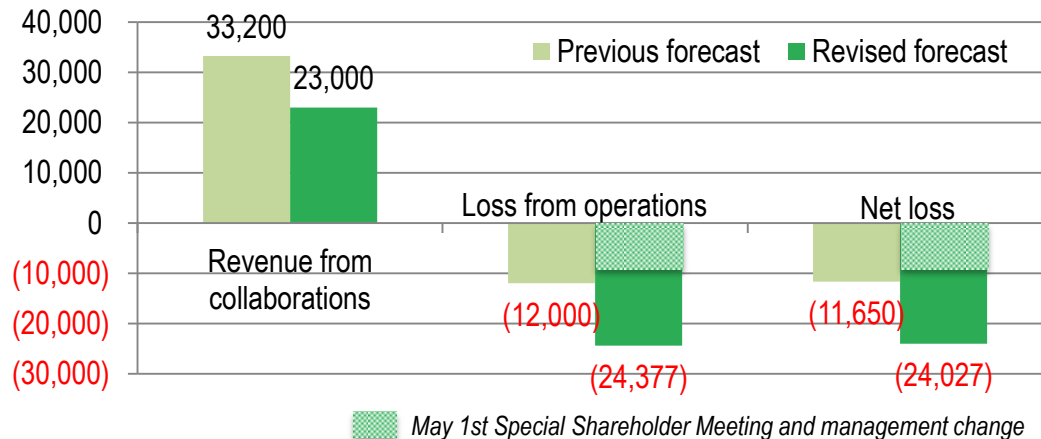 40,000
30,000
20,000
10,000
0
(10,000)
(20,000)
(30,000)
33,200
23,000
Previous forecast
Revised forecast
Revenue from
collaborations
Loss from operations
(12,000)
(24,377)
Net loss
(11,650)
(24,027)
May 1st Special Shareholder Meeting and management change